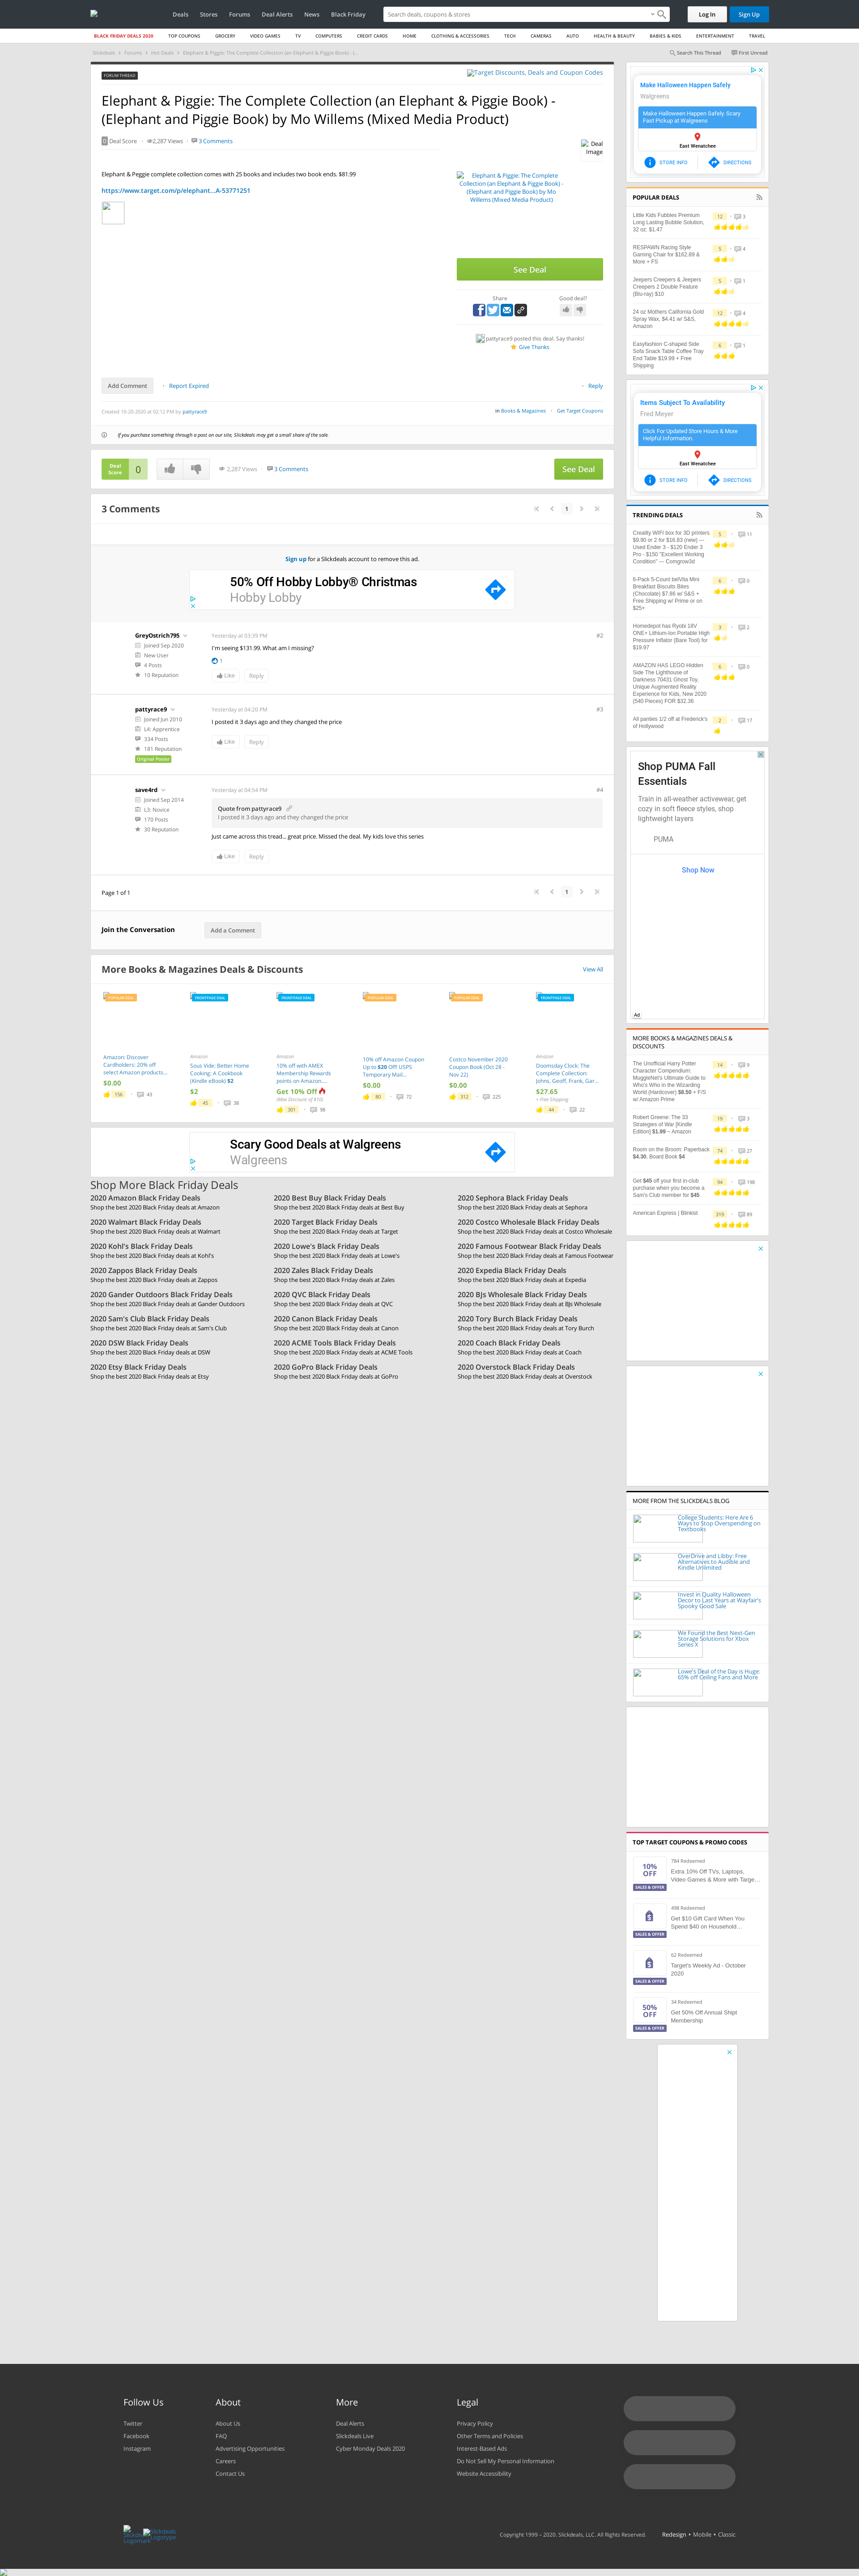 Deals
Stores
Forums
Deal Alerts
News
Black Friday
Search deals, coupons & stores
Log In
Sign Up
BLACK FRIDAY DEALS 2020
TOP COUPONS
GROCERY
VIDEO GAMES
TV
COMPUTERS
CREDIT CARDS
HOME
CLOTHING & ACCESSORIES
TECH
CAMERAS
AUTO
HEALTH & BEAUTY
BABIES & KIDS
ENTERTAINMENT
TRAVEL
Slickdeals > Forums > Hot Deals > Elephant & Piggie: The Complete Collection (an Elephant & Piggie Book) - (...
Search This Thread
First Unread
FORUM THREAD
Target Discounts, Deals and Coupon Codes
Elephant & Piggie: The Complete Collection (an Elephant & Piggie Book) -
(Elephant and Piggie Book) by Mo Willems (Mixed Media Product)
0 Deal Score
2,287 Views
3 Comments
Deal
Image
Elephant & Peggie complete collection comes with 25 books and includes two book ends. $81.99
https://www.target.com/p/elephant...A-53771251
Elephant & Piggie: The Complete
Collection (an Elephant & Piggie Book) -
(Elephant and Piggie Book) by Mo
Willems (Mixed Media Product)
See Deal
Share
Good deal?
pattyrace9 posted this deal. Say thanks!
Give Thanks
Add Comment
Report Expired
Reply
Created 10-20-2020 at 02:12 PM by pattyrace9
in Books & Magazines
Get Target Coupons
If you purchase something through a post on our site, Slickdeals may get a small share of the sale.
Deal
Score
0
2,287 Views
3 Comments
See Deal
3 Comments
1
Sign up for a Slickdeals account to remove this ad.
50% Off Hobby Lobby® Christmas
Hobby Lobby
GreyOstrich795
Joined Sep 2020
New User
4 Posts
10 Reputation
Yesterday at 03:39 PM
#2
I'm seeing $131.99. What am I missing?
1
Like
Reply
pattyrace9
Joined Jun 2010
L4: Apprentice
334 Posts
181 Reputation
Original Poster
Yesterday at 04:20 PM
#3
I posted it 3 days ago and they changed the price
Like
Reply
save4rd
Joined Sep 2014
L3: Novice
170 Posts
30 Reputation
Yesterday at 04:54 PM
#4
Quote from pattyrace9
I posted it 3 days ago and they changed the price
Just came across this tread... great price. Missed the deal. My kids love this series
Like
Reply
Page 1 of 1
1
Join the Conversation
Add a Comment
More Books & Magazines Deals & Discounts
View All
POPULAR DEAL
Amazon: Discover
Cardholders: 20% off
select Amazon products...
$0.00
156
43
FRONTPAGE DEAL
Amazon
Sous Vide: Better Home
Cooking: A Cookbook
(Kindle eBook) $2
$2
45
38
FRONTPAGE DEAL
Amazon
10% off with AMEX
Membership Rewards
points on Amazon....
Get 10% Off
(Max Discount of $10)
301
98
POPULAR DEAL
10% off Amazon Coupon
Up to $20 Off! USPS
Temporary Mail...
$0.00
80
72
POPULAR DEAL
Costco November 2020
Coupon Book (Oct 28 -
Nov 22)
$0.00
312
225
FRONTPAGE DEAL
Amazon
Doomsday Clock: The
Complete Collection
Johns, Geoff, Frank, Gar...
$27.65
+ Free Shipping
44
22
Scary Good Deals at Walgreens
Walgreens
Shop More Black Friday Deals
2020 Amazon Black Friday Deals
Shop the best 2020 Black Friday deals at Amazon
2020 Best Buy Black Friday Deals
Shop the best 2020 Black Friday deals at Best Buy
2020 Sephora Black Friday Deals
Shop the best 2020 Black Friday deals at Sephora
2020 Walmart Black Friday Deals
Shop the best 2020 Black Friday deals at Walmart
2020 Target Black Friday Deals
Shop the best 2020 Black Friday deals at Target
2020 Costco Wholesale Black Friday Deals
Shop the best 2020 Black Friday deals at Costco Wholesale
2020 Kohl's Black Friday Deals
Shop the best 2020 Black Friday deals at Kohl's
2020 Lowe's Black Friday Deals
Shop the best 2020 Black Friday deals at Lowe's
2020 Famous Footwear Black Friday Deals
Shop the best 2020 Black Friday deals at Famous Footwear
2020 Zappos Black Friday Deals
Shop the best 2020 Black Friday deals at Zappos
2020 Zales Black Friday Deals
Shop the best 2020 Black Friday deals at Zales
2020 Expedia Black Friday Deals
Shop the best 2020 Black Friday deals at Expedia
2020 Gander Outdoors Black Friday Deals
Shop the best 2020 Black Friday deals at Gander Outdoors
2020 QVC Black Friday Deals
Shop the best 2020 Black Friday deals at QVC
2020 BJs Wholesale Black Friday Deals
Shop the best 2020 Black Friday deals at BJs Wholesale
2020 Sam's Club Black Friday Deals
Shop the best 2020 Black Friday deals at Sam's Club
2020 Canon Black Friday Deals
Shop the best 2020 Black Friday deals at Canon
2020 Tory Burch Black Friday Deals
Shop the best 2020 Black Friday deals at Tory Burch
2020 DSW Black Friday Deals
Shop the best 2020 Black Friday deals at DSW
2020 ACME Tools Black Friday Deals
Shop the best 2020 Black Friday deals at ACME Tools
2020 Coach Black Friday Deals
Shop the best 2020 Black Friday deals at Coach
2020 Etsy Black Friday Deals
Shop the best 2020 Black Friday deals at Etsy
2020 GoPro Black Friday Deals
Shop the best 2020 Black Friday deals at GoPro
2020 Overstock Black Friday Deals
Shop the best 2020 Black Friday deals at Overstock
Make Halloween Happen Safely
Walgreens
Make Halloween Happen Safely. Scary
Fast Pickup at Walgreens
East Wenatchee
STORE INFO
DIRECTIONS
POPULAR DEALS
Little Kids Fubbles Premium
Long Lasting Bubble Solution,
32 oz: $1.47
12
3
RESPAWN Racing Style
Gaming Chair for $162.89 &
More + FS
5
4
Jeepers Creepers & Jeepers
Creepers 2 Double Feature
(Blu-ray) $10
5
1
24 oz Mothers California Gold
Spray Wax, $4.41 w/ S&S,
Amazon
12
4
Easyfashion C-shaped Side
Sofa Snack Table Coffee Tray
End Table $19.99 + Free
Shipping
6
1
Items Subject To Availability
Fred Meyer
Click For Updated Store Hours & More
Helpful Information.
East Wenatchee
STORE INFO
DIRECTIONS
TRENDING DEALS
Creality WIFI box for 3D printers
$9.90 or 2 for $16.83 (new) ---
Used Ender 3 - $120 Ender 3
Pro - $150 "Excellent Working
Condition" --- Comgrow3d
5
11
6-Pack 5-Count belVita Mini
Breakfast Biscuits Bites
(Chocolate) $7.86 w/ S&S +
Free Shipping w/ Prime or on
$25+
6
0
Homedepot has Ryobi 18V
ONE+ Lithium-Ion Portable High
Pressure Inflator (Bare Tool) for
$19.97
3
2
AMAZON HAS LEGO Hidden
Side The Lighthouse of
Darkness 70431 Ghost Toy,
Unique Augmented Reality
Experience for Kids, New 2020
(540 Pieces) FOR $32.36
6
0
All panties 1/2 off at Frederick's
of Hollywood
2
17
Shop PUMA Fall
Essentials
Train in all-weather activewear, get
cozy in soft fleece styles, shop
lightweight layers
PUMA
Shop Now
Ad
MORE BOOKS & MAGAZINES DEALS &
DISCOUNTS
The Unofficial Harry Potter
Character Compendium:
MuggleNet's Ultimate Guide to
Who's Who in the Wizarding
World (Hardcover) $8.50 + F/S
w/ Amazon Prime
14
9
Robert Greene: The 33
Strategies of War [Kindle
Edition] $1.99 ~ Amazon
19
3
Room on the Broom: Paperback
$4.30, Board Book $4
74
27
Get $45 off your first in-club
purchase when you become a
Sam's Club member for $45
94
198
American Express | Blinkist
319
89
MORE FROM THE SLICKDEALS BLOG
College Students: Here Are 6
Ways to Stop Overspending on
Textbooks
OverDrive and Libby: Free
Alternatives to Audible and
Kindle Unlimited
Invest in Quality Halloween
Decor to Last Years at Wayfair's
Spooky Good Sale
We Found the Best Next-Gen
Storage Solutions for Xbox
Series X
Lowe's Deal of the Day is Huge:
65% off Ceiling Fans and More
TOP TARGET COUPONS & PROMO CODES
10%
OFF
SALES & OFFER
784 Redeemed
Extra 10% Off TVs, Laptops,
Video Games & More with Targe...
SALES & OFFER
498 Redeemed
Get $10 Gift Card When You
Spend $40 on Household...
SALES & OFFER
62 Redeemed
Target's Weekly Ad - October
2020
50%
OFF
SALES & OFFER
34 Redeemed
Get 50% Off Annual Shipt
Membership
Follow Us
Twitter
Facebook
Instagram
About
About Us
FAQ
Advertising Opportunities
Careers
Contact Us
More
Deal Alerts
Slickdeals Live
Cyber Monday Deals 2020
Legal
Privacy Policy
Other Terms and Policies
Interest-Based Ads
Do Not Sell My Personal Information
Website Accessibility
Slickdeals
Logomark
Slickdeals
Logotype
Copyright 1999 - 2020. Slickdeals, LLC. All Rights Reserved.
Redesign • Mobile • Classic